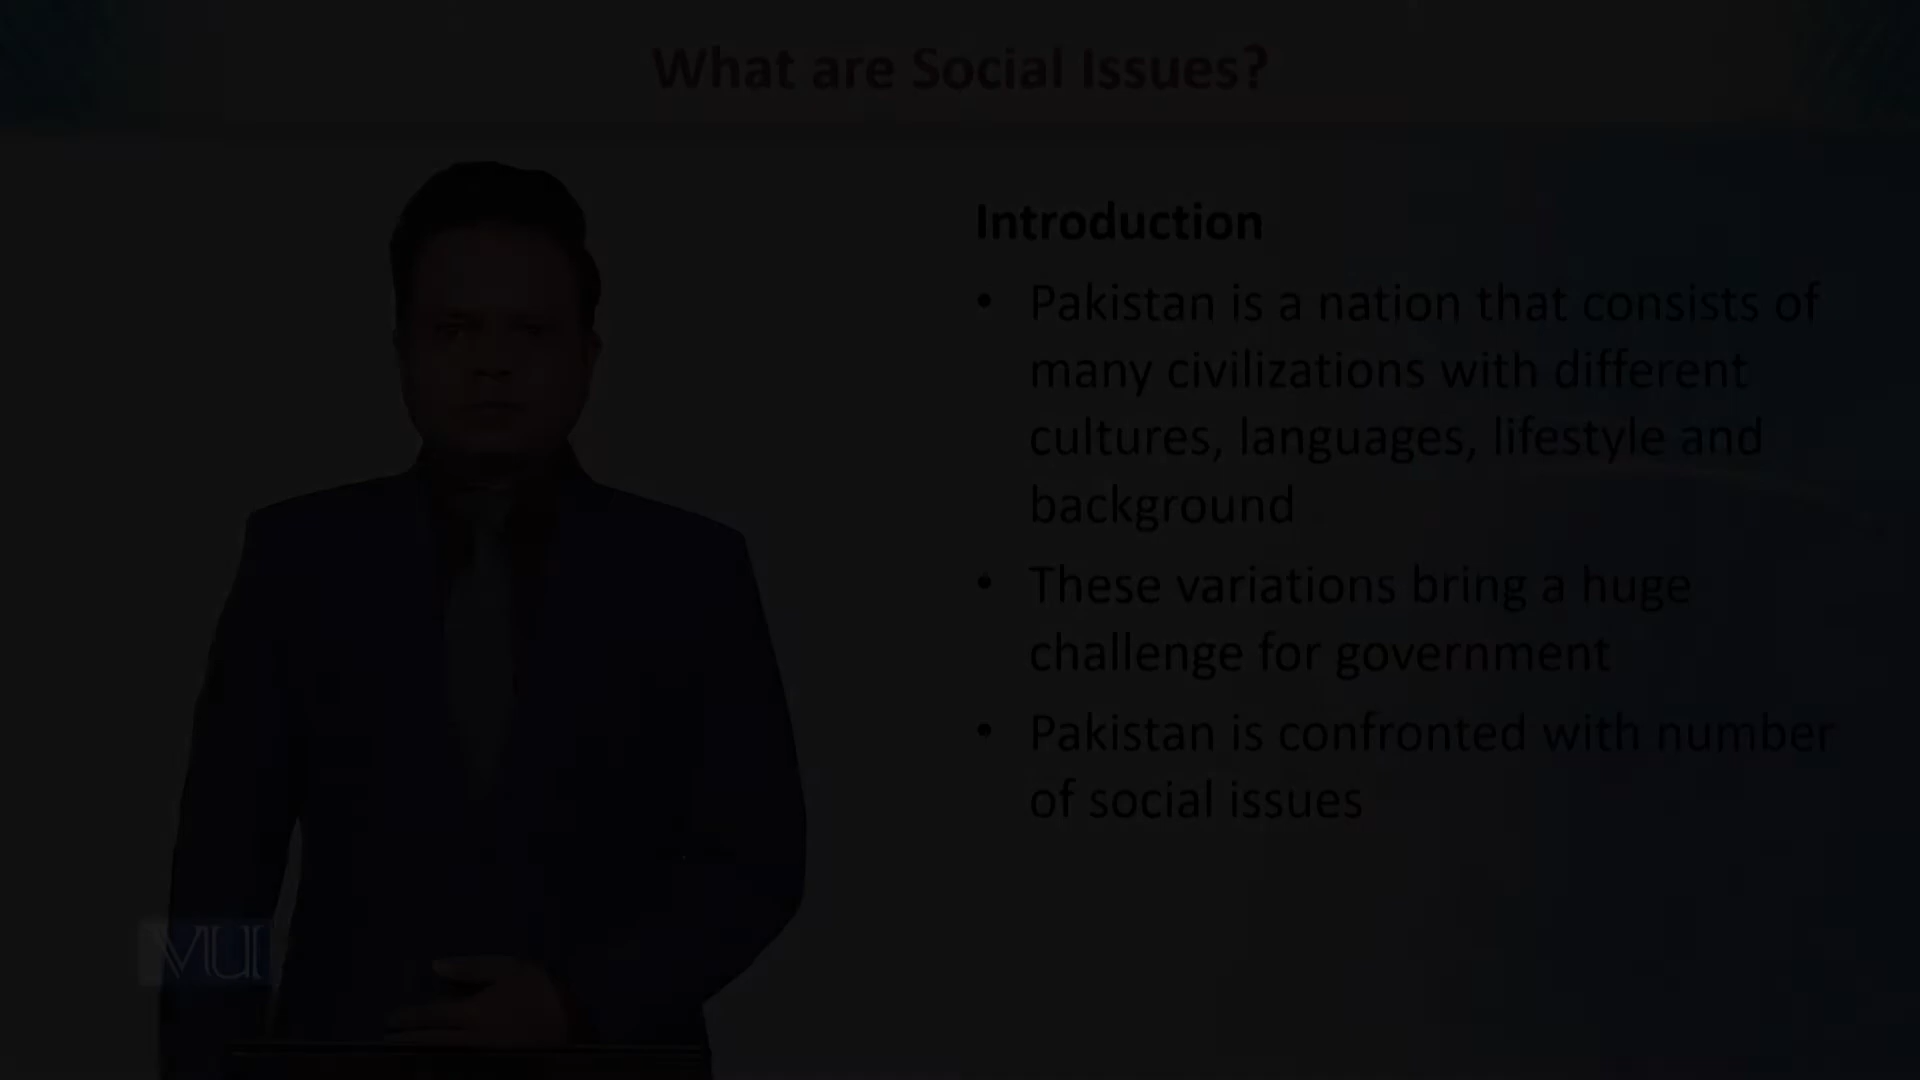 What are Social Issues?
Introduction
• Pakistan is a nation that consists of
many civilizations with different
cultures, languages, lifestyle and
background
• These variations bring a huge
challenge for government
• Pakistan is confronted with number
of social issues
VU